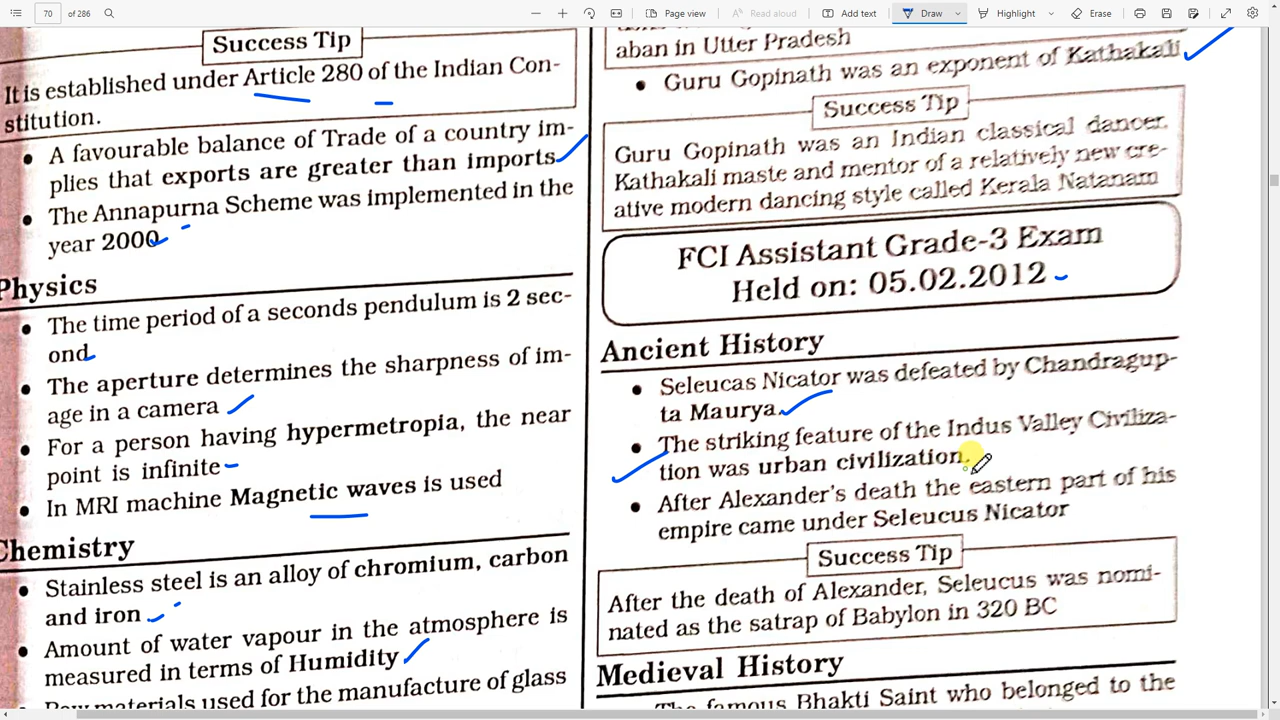 70
of 286
Page view
Read aloud
Add text
Draw
Highlight
Erase
Success Tip
It is established under Article 280 of the Indian Con-
stitution.
• A favourable balance of Trade of a country im-
plies that exports are greater than imports
• The Annapurna Scheme was implemented in the
year 2000
Physics
• The time period of a seconds pendulum is 2 sec-
ond
• The aperture determines the sharpness of im-
age in a camera
• For a person having hypermetropia, the near
point is infinite
• In MRI machine Magnetic waves is used
Chemistry
• Stainless steel is an alloy of chromium, carbon
and iron
• Amount of water vapour in the atmosphere is
measured in terms of Humidity
materials used for the manufacture of glass
aban in Utter Pradesh
• Guru Gopinath was an exponent of Kathakali
Success Tip
Guru Gopinath was an Indian classical dancer,
Kathakali maste and mentor of a relatively new cre-
ative modern dancing style called Kerala Natanam
FCI Assistant Grade-3 Exam
Held on: 05.02.2012
Ancient History
• Seleucas Nicator was defeated by Chandragup-
ta Maurya
• The striking feature of the Indus Valley Civiliza-
tion was urban civilization.
• After Alexander's death the eastern part of his
empire came under Seleucus Nicator
Success Tip
After the death of Alexander, Seleucus was nomi-
nated as the satrap of Babylon in 320 BC
Medieval History
famous Bhakti Saint who belonged to the